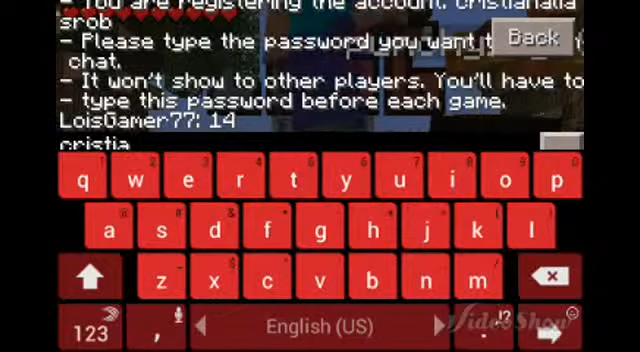 - You are registering the account. cristianalia
srob
- Please type the password you want t
Back
chat.
- It won't show to other players. You'll have to
- type this password before each game.
LoisGamer77: 14
cristia
q w e r t y u i o p
a s d f g h j k l
z x c v b n m
123 , English (US) . !?
VideoShow